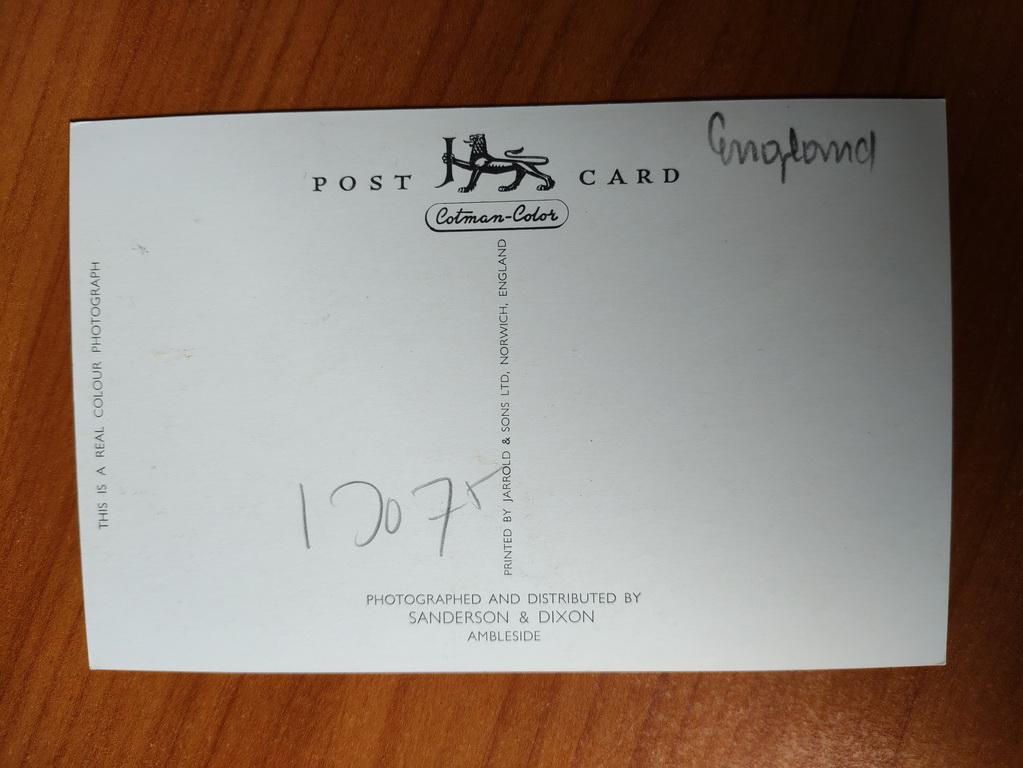 England
POST CARD
Cotman-Color
THIS IS A REAL COLOUR PHOTOGRAPH
PRINTED BY JARROLD & SONS LTD, NORWICH, ENGLAND
PHOTOGRAPHED AND DISTRIBUTED BY
SANDERSON & DIXON
AMBLESIDE